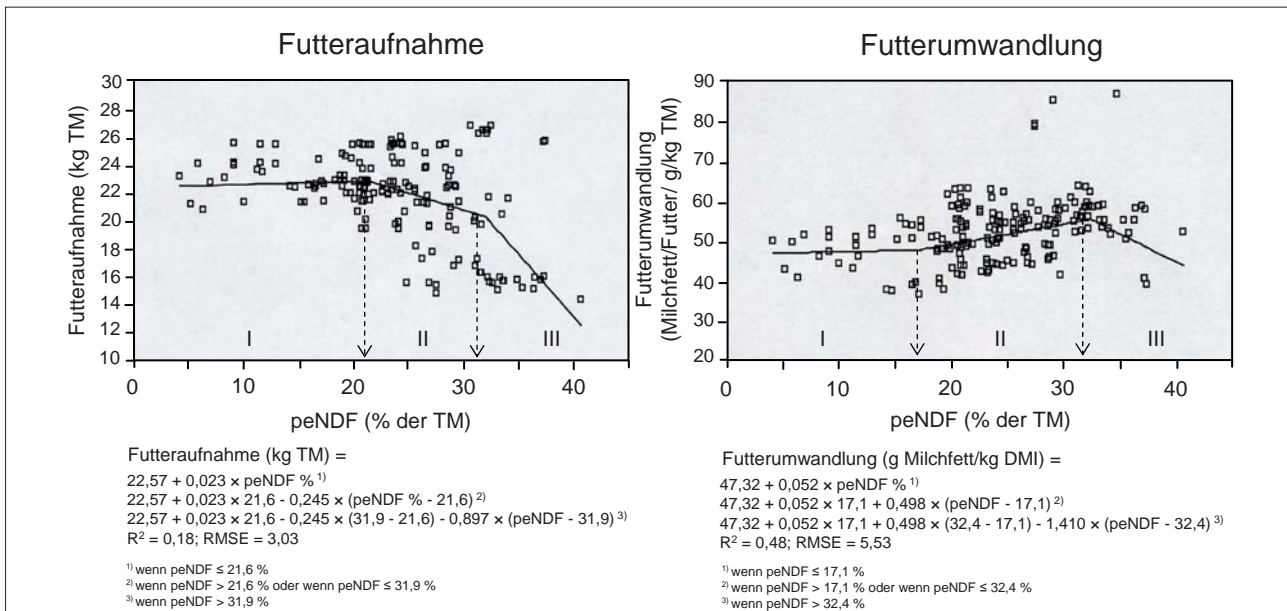 Futteraufnahme
Futteraufnahme (kg TM)
30
28
26
24
22
20
18
16
14
12
10
I
II
III
0
10
20
30
40
peNDF (% der TM)
Futteraufnahme (kg TM) =
22,57 + 0,023 × peNDF % ¹⁾
22,57 + 0,023 × 21,6 - 0,245 × (peNDF % - 21,6) ²⁾
22,57 + 0,023 × 21,6 - 0,245 × (31,9 - 21,6) - 0,897 × (peNDF - 31,9) ³⁾
R² = 0,18; RMSE = 3,03
¹⁾ wenn peNDF ≤ 21,6 %
²⁾ wenn peNDF > 21,6 % oder wenn peNDF ≤ 31,9 %
³⁾ wenn peNDF > 31,9 %
Futterumwandlung
Futterumwandlung
(Milchfett/Futter/ g/kg TM)
90
80
70
60
50
40
30
20
I
II
III
0
10
20
30
40
peNDF (% der TM)
Futterumwandlung (g Milchfett/kg DMI) =
47,32 + 0,052 × peNDF % ¹⁾
47,32 + 0,052 × 17,1 + 0,498 × (peNDF - 17,1) ²⁾
47,32 + 0,052 × 17,1 + 0,498 × (32,4 - 17,1) - 1,410 × (peNDF - 32,4) ³⁾
R² = 0,48; RMSE = 5,53
¹⁾ wenn peNDF ≤ 17,1 %
²⁾ wenn peNDF > 17,1 % oder wenn peNDF ≤ 32,4 %
³⁾ wenn peNDF > 32,4 %